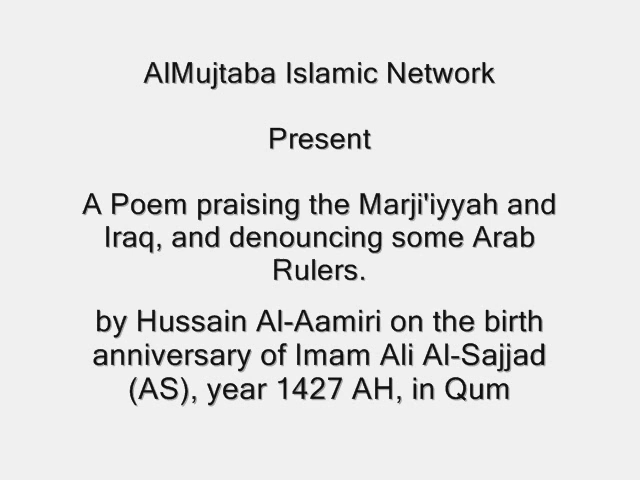 AlMujtaba Islamic Network
Present
A Poem praising the Marji'iyyah and
Iraq, and denouncing some Arab
Rulers.
by Hussain Al-Aamiri on the birth
anniversary of Imam Ali Al-Sajjad
(AS), year 1427 AH, in Qum